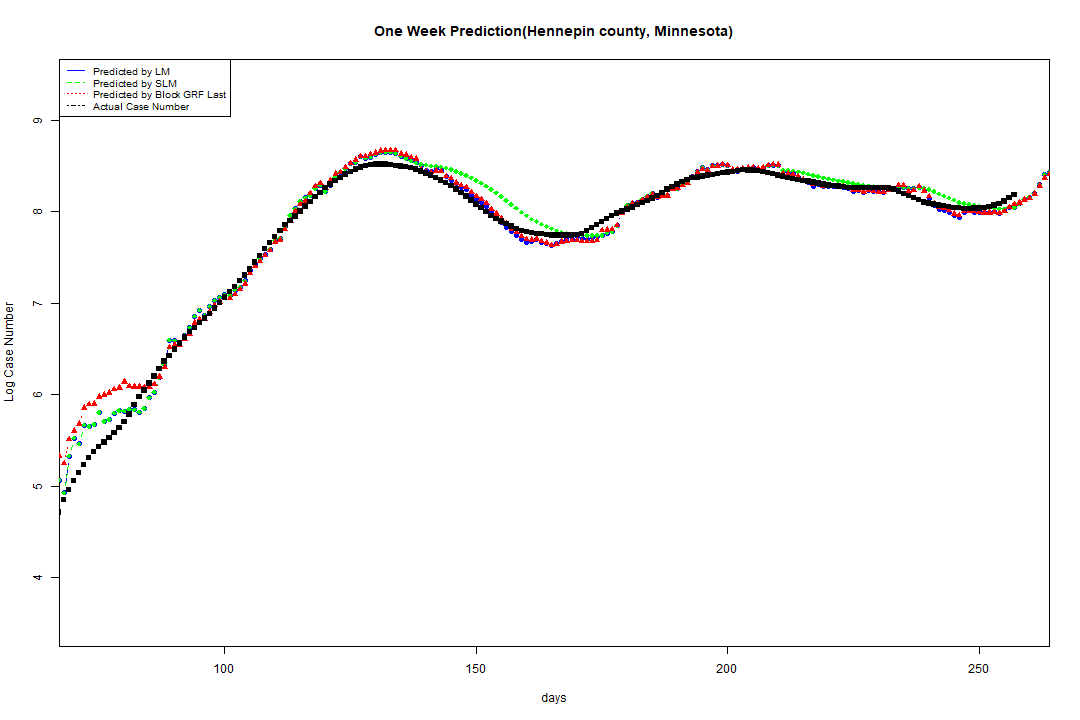 One Week Prediction(Hennepin county, Minnesota)
Predicted by LM
Predicted by SLM
Predicted by Block GRF Last
Actual Case Number
9
8
7
6
5
4
Log Case Number
100 150 200 250
days